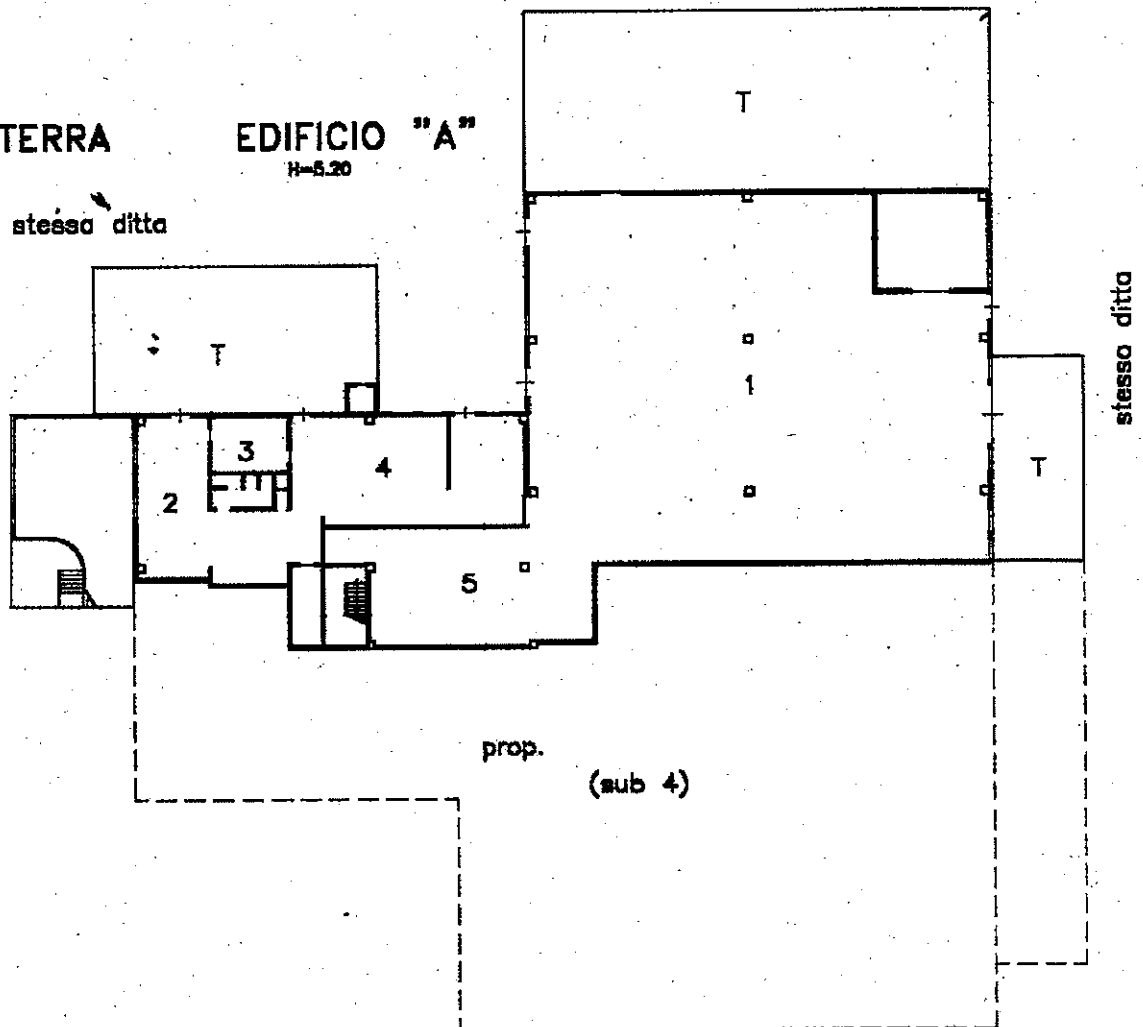 TERRA
EDIFICIO "A"
H=5.20
stessa ditta
T
T
stessa ditta
1
T
3
4
2
5
prop.
(sub 4)